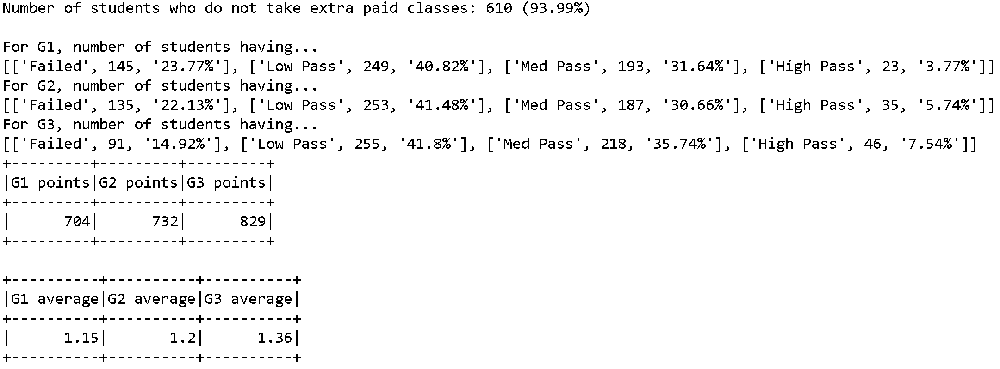 Number of students who do not take extra paid classes: 610 (93.99%)
For G1, number of students having...
[['Failed', 145, '23.77%'], ['Low Pass', 249, '40.82%'], ['Med Pass', 193, '31.64%'], ['High Pass', 23, '3.77%']]
For G2, number of students having...
[['Failed', 135, '22.13%'], ['Low Pass', 253, '41.48%'], ['Med Pass', 187, '30.66%'], ['High Pass', 35, '5.74%']]
For G3, number of students having...
[['Failed', 91, '14.92%'], ['Low Pass', 255, '41.8%'], ['Med Pass', 218, '35.74%'], ['High Pass', 46, '7.54%']]
+---------+---------+---------+
|G1 points|G2 points|G3 points|
+---------+---------+---------+
|      704|      732|      829|
+---------+---------+---------+
+----------+----------+----------+
|G1 average|G2 average|G3 average|
+----------+----------+----------+
|      1.15|       1.2|      1.36|
+----------+----------+----------+